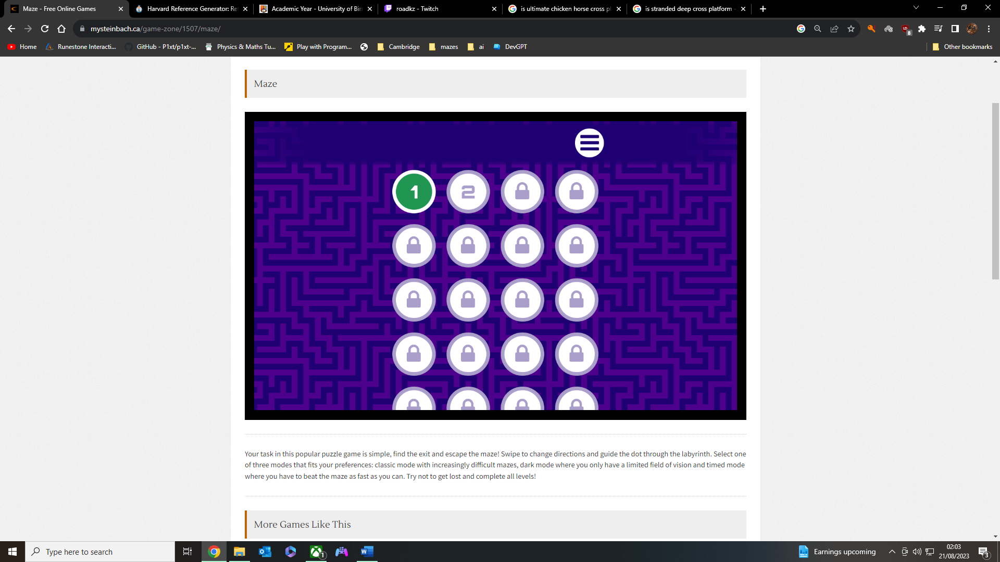 Maze - Free Online Games
Harvard Reference Generator: Re
Academic Year - University of Bir
roadkz - Twitch
is ultimate chicken horse cross p
is stranded deep cross platform -
mysteinbach.ca/game-zone/1507/maze/
8
Home
Runestone Interacti...
GitHub - P1xt/p1xt-...
Physics & Maths Tu...
Play with Program...
Cambridge
mazes
ai
DevGPT
Other bookmarks
Maze
1 2
Your task in this popular puzzle game is simple, find the exit and escape the maze! Swipe to change directions and guide the dot through the labyrinth. Select one
of three modes that fits your preferences: classic mode with increasingly difficult mazes, dark mode where you only have a limited field of vision and timed mode
where you have to beat the maze as fast as you can. Try not to get lost and complete all levels!
More Games Like This
Type here to search
1
Earnings upcoming
02:03
21/08/2023
3